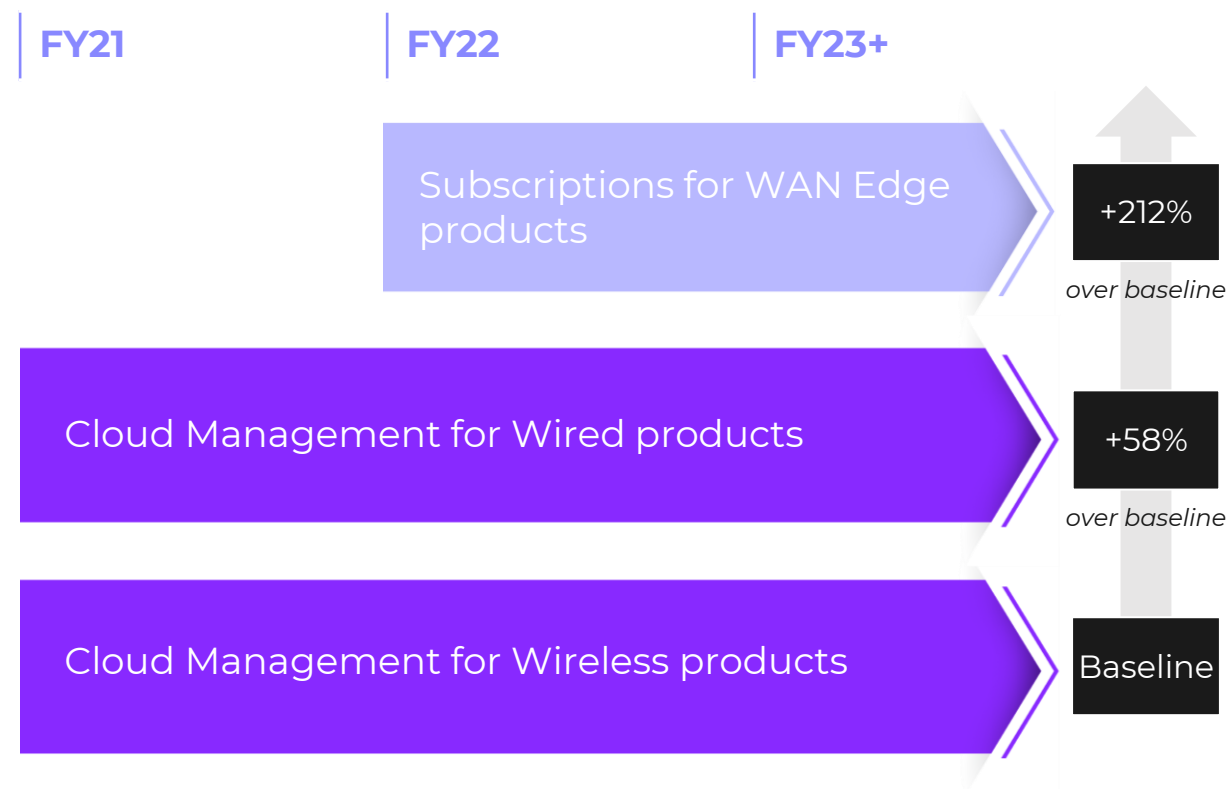 FY21
FY22
FY23+
Subscriptions for WAN Edge
products
+212%
over baseline
Cloud Management for Wired products
+58%
over baseline
Cloud Management for Wireless products
Baseline